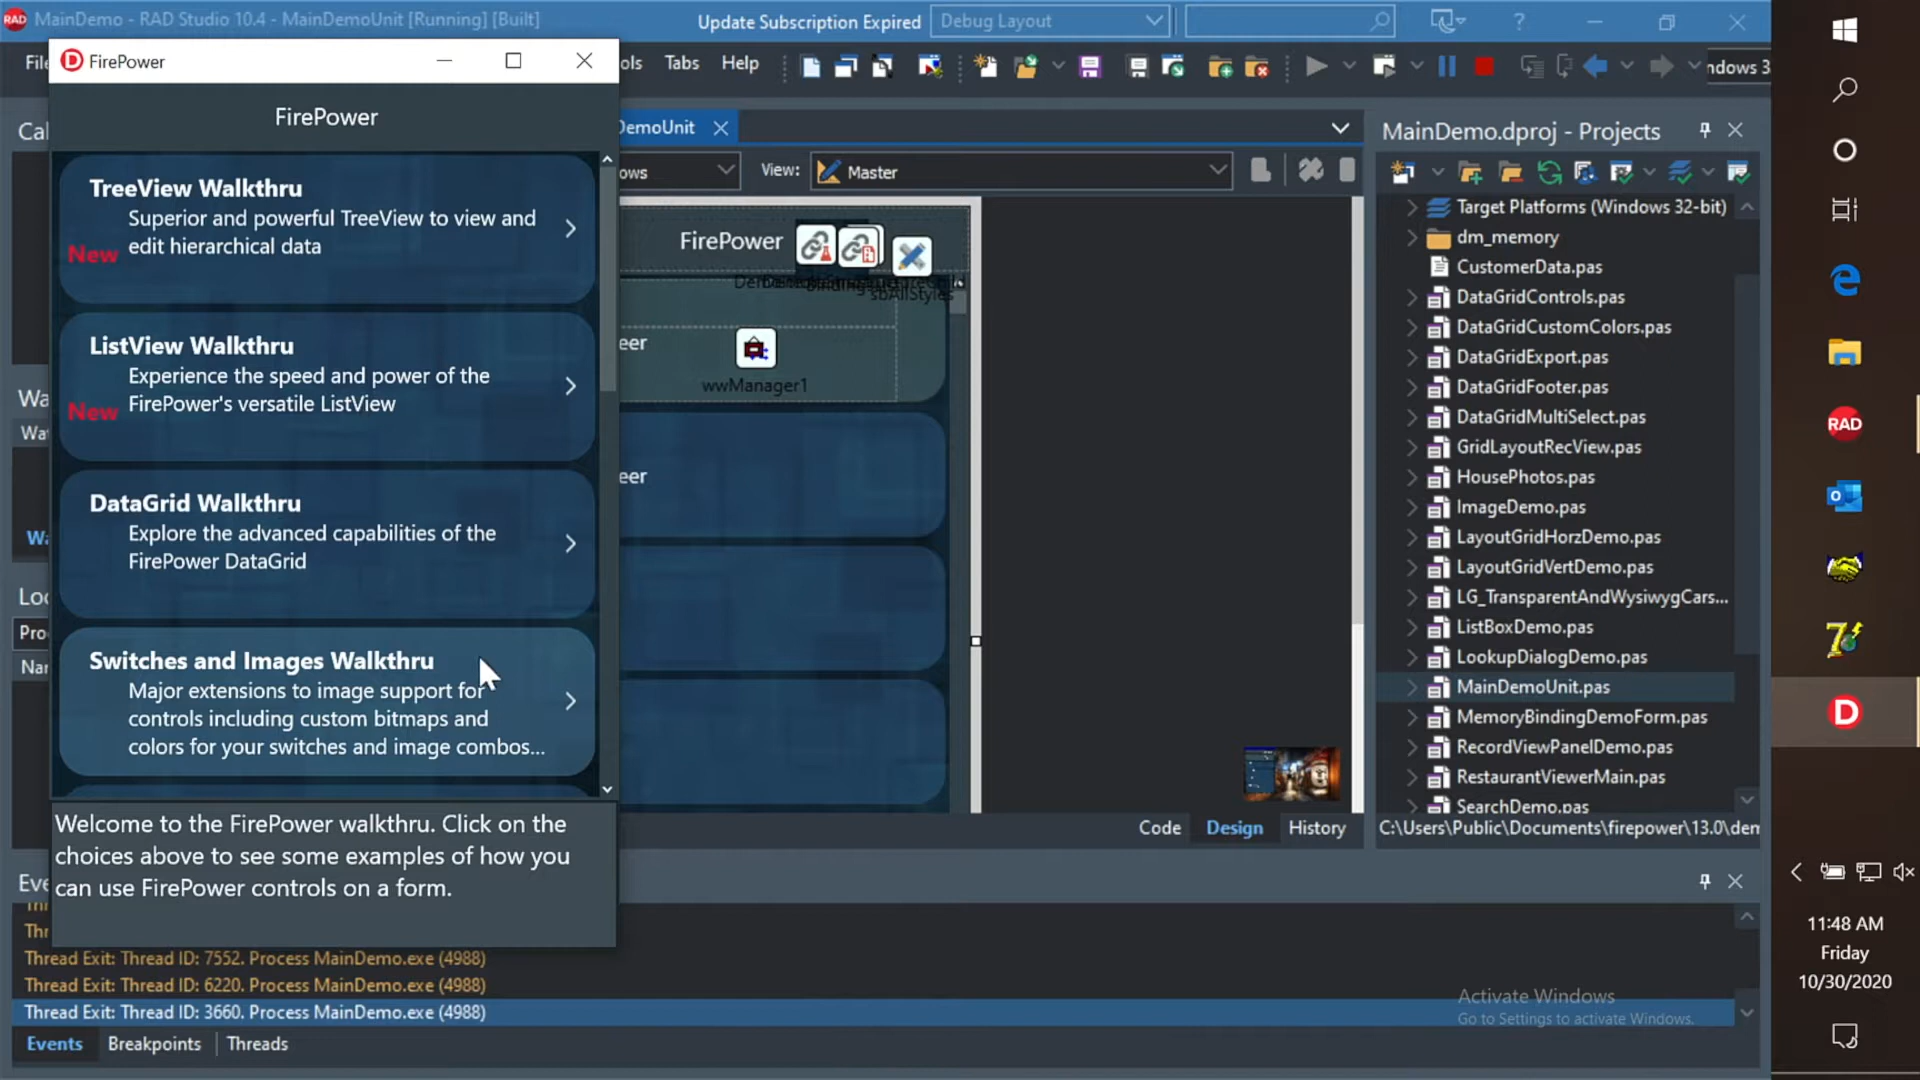 MainDemo - RAD Studio 10.4 - MainDemoUnit [Running] [Built]
Update Subscription Expired
Debug Layout
FirePower
Tabs
Help
FirePower
TreeView Walkthru
Superior and powerful TreeView to view and
edit hierarchical data
New
ListView Walkthru
Experience the speed and power of the
FirePower's versatile ListView
New
DataGrid Walkthru
Explore the advanced capabilities of the
FirePower DataGrid
Switches and Images Walkthru
Major extensions to image support for
controls including custom bitmaps and
colors for your switches and image combos...
Welcome to the FirePower walkthru. Click on the
choices above to see some examples of how you
can use FirePower controls on a form.
DemoUnit
View:
Master
FirePower
sbAllStyles
eer
wwManager1
eer
Code
Design
History
MainDemo.dproj - Projects
Target Platforms (Windows 32-bit)
dm_memory
CustomerData.pas
DataGridControls.pas
DataGridCustomColors.pas
DataGridExport.pas
DataGridFooter.pas
DataGridMultiSelect.pas
GridLayoutRecView.pas
HousePhotos.pas
ImageDemo.pas
LayoutGridHorzDemo.pas
LayoutGridVertDemo.pas
LG_TransparentAndWysiwygCars...
ListBoxDemo.pas
LookupDialogDemo.pas
MainDemoUnit.pas
MemoryBindingDemoForm.pas
RecordViewPanelDemo.pas
RestaurantViewerMain.pas
SearchDemo.pas
C:\Users\Public\Documents\firepower\13.0\den
Thread Exit: Thread ID: 7552. Process MainDemo.exe (4988)
Thread Exit: Thread ID: 6220. Process MainDemo.exe (4988)
Thread Exit: Thread ID: 3660. Process MainDemo.exe (4988)
Events
Breakpoints
Threads
Activate Windows
Go to Settings to activate Windows.
RAD
11:48 AM
Friday
10/30/2020